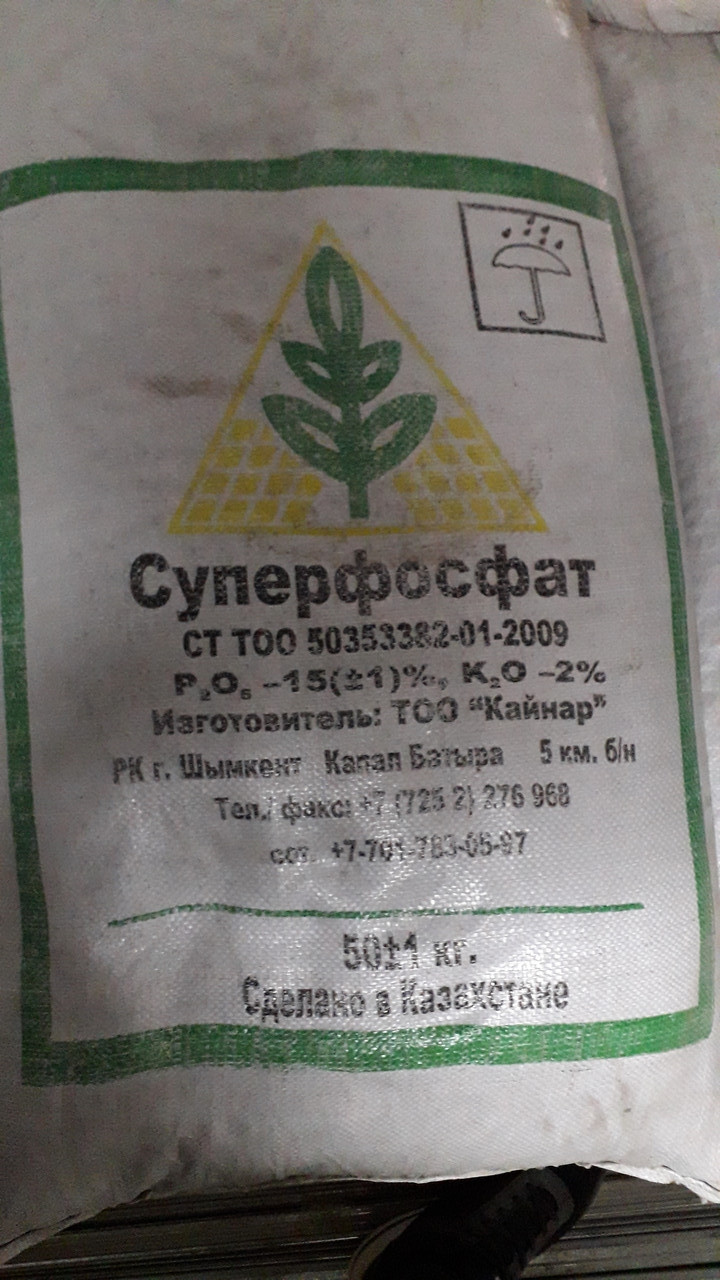 Суперфосфат
СТ ТОО 50353382-01-2009
P₂O₅ –15(±1)%, K₂O –2%
Изготовитель: ТОО "Кайнар"
РК г. Шымкент Капал Батыра 5 км. б/н
Тел./ факс: +7 (725 2) 276 968
сот. +7-701-783-05-97
50±1 кг.
Сделано в Казахстане